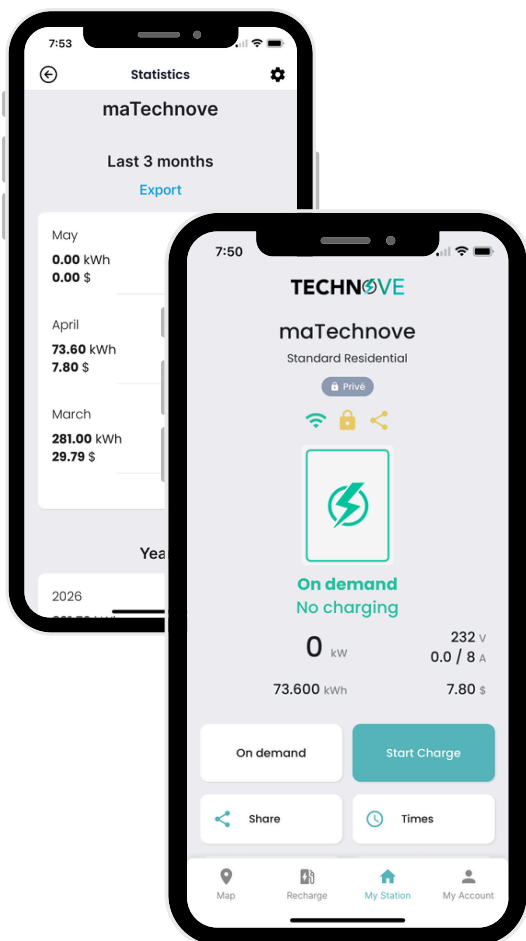 7:53
Statistics
maTechnove
Last 3 months
Export
May
0.00 kWh
0.00 $
April
73.60 kWh
7.80 $
March
281.00 kWh
29.79 $
2026
7:50
TECHNOVE
maTechnove
Standard Residential
Privé
On demand
No charging
0 kW
232 V
0.0 / 8 A
73.600 kWh
7.80 $
On demand
Start Charge
Share
Times
Map
Recharge
My Station
My Account